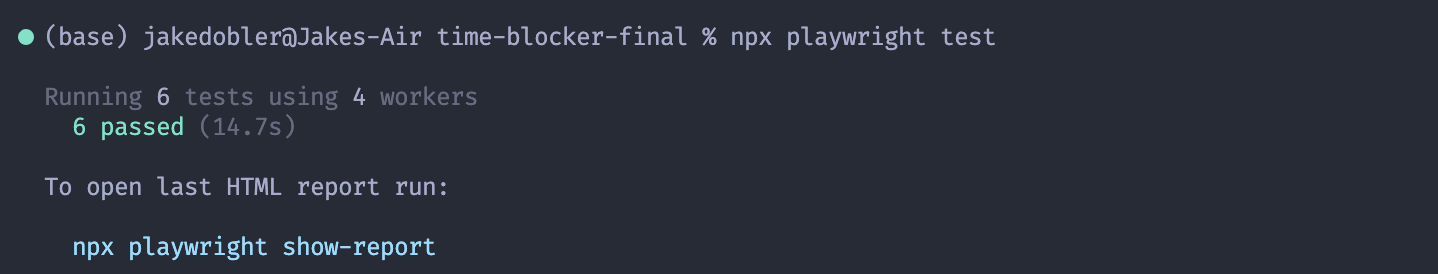 (base) jakedobler@Jakes-Air time-blocker-final % npx playwright test
Running 6 tests using 4 workers
6 passed (14.7s)
To open last HTML report run:
npx playwright show-report